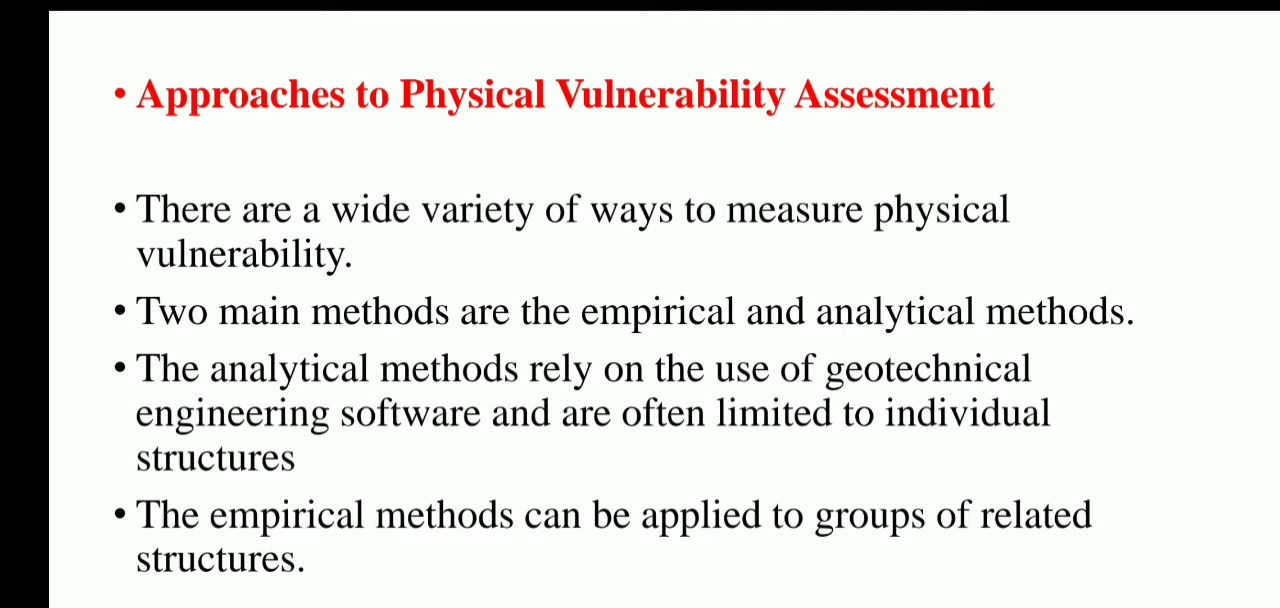 • Approaches to Physical Vulnerability Assessment
• There are a wide variety of ways to measure physical
vulnerability.
• Two main methods are the empirical and analytical methods.
• The analytical methods rely on the use of geotechnical
engineering software and are often limited to individual
structures
• The empirical methods can be applied to groups of related
structures.